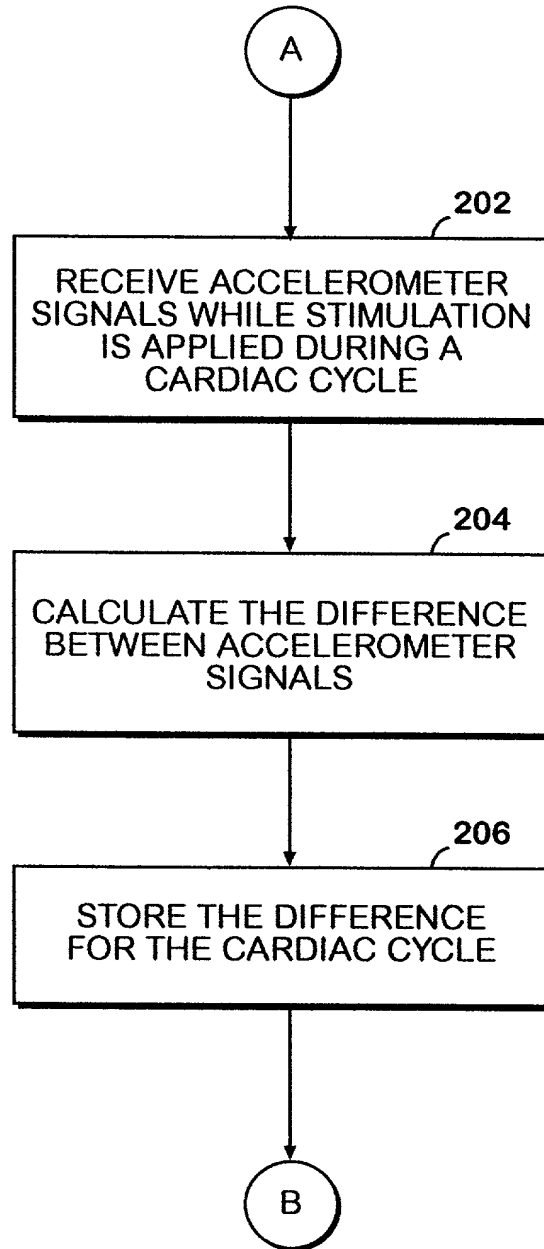 A
202
RECEIVE ACCELEROMETER
SIGNALS WHILE STIMULATION
IS APPLIED DURING A
CARDIAC CYCLE
204
CALCULATE THE DIFFERENCE
BETWEEN ACCELEROMETER
SIGNALS
206
STORE THE DIFFERENCE
FOR THE CARDIAC CYCLE
B